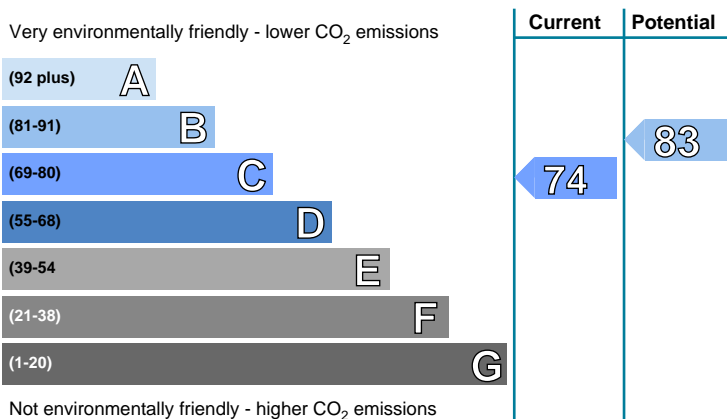 Very environmentally friendly - lower CO2 emissions
Current
Potential
(92 plus) A
(81-91) B
(69-80) C
(55-68) D
(39-54 E
(21-38) F
(1-20) G
74
83
Not environmentally friendly - higher CO2 emissions